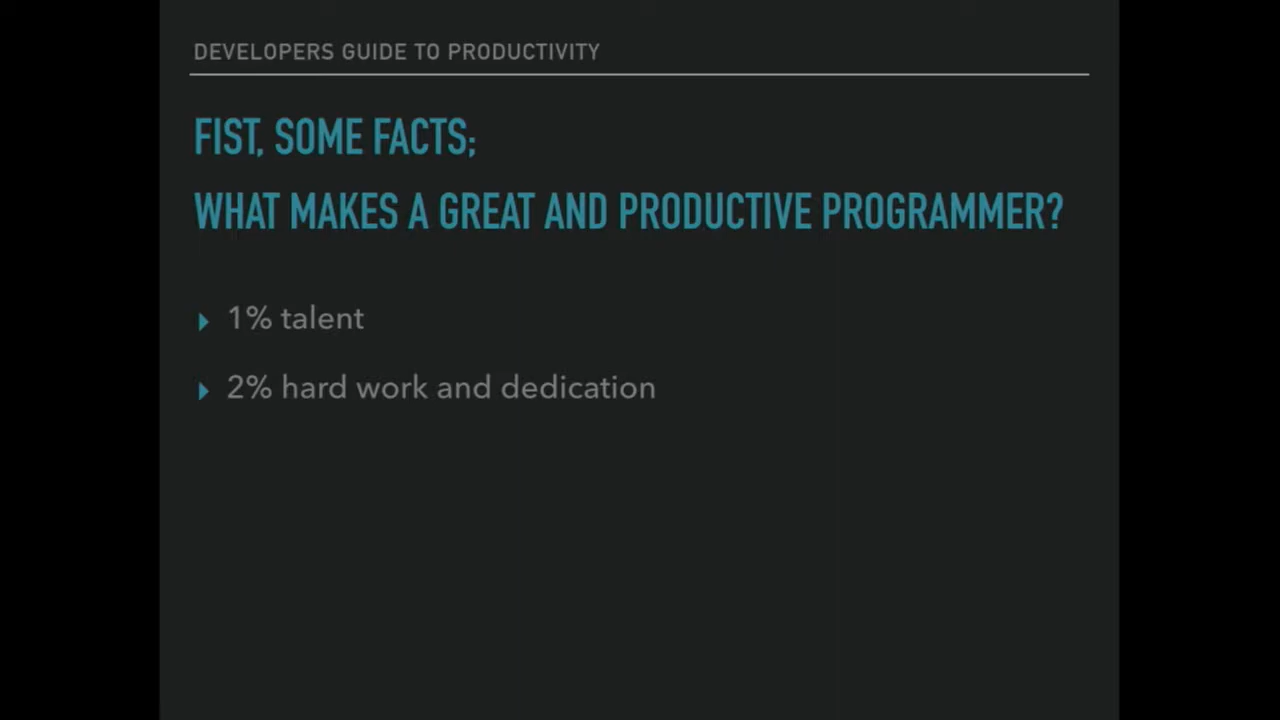 DEVELOPERS GUIDE TO PRODUCTIVITY
FIST, SOME FACTS;
WHAT MAKES A GREAT AND PRODUCTIVE PROGRAMMER?
1% talent
2% hard work and dedication